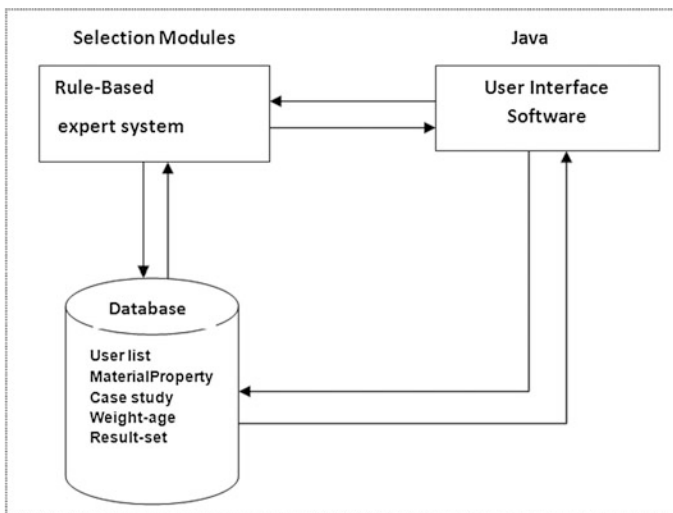 Selection Modules
Java
Rule-Based
expert system
User Interface
Software
Database
User list
MaterialProperty
Case study
Weight-age
Result-set